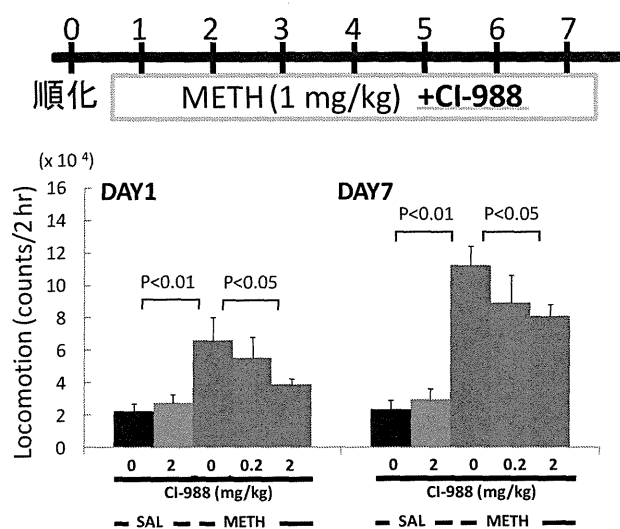 0 1 2 3 4 5 6 7
順化 METH (1 mg/kg) +CI-988
(x 10 4)
Locomotion (counts/2 hr)
16
14
12
10
8
6
4
2
0
DAY1
P<0.01 P<0.05
0 2 0 0.2 2
CI-988 (mg/kg)
SAL METH
DAY7
P<0.01 P<0.05
0 2 0 0.2 2
CI-988 (mg/kg)
SAL METH